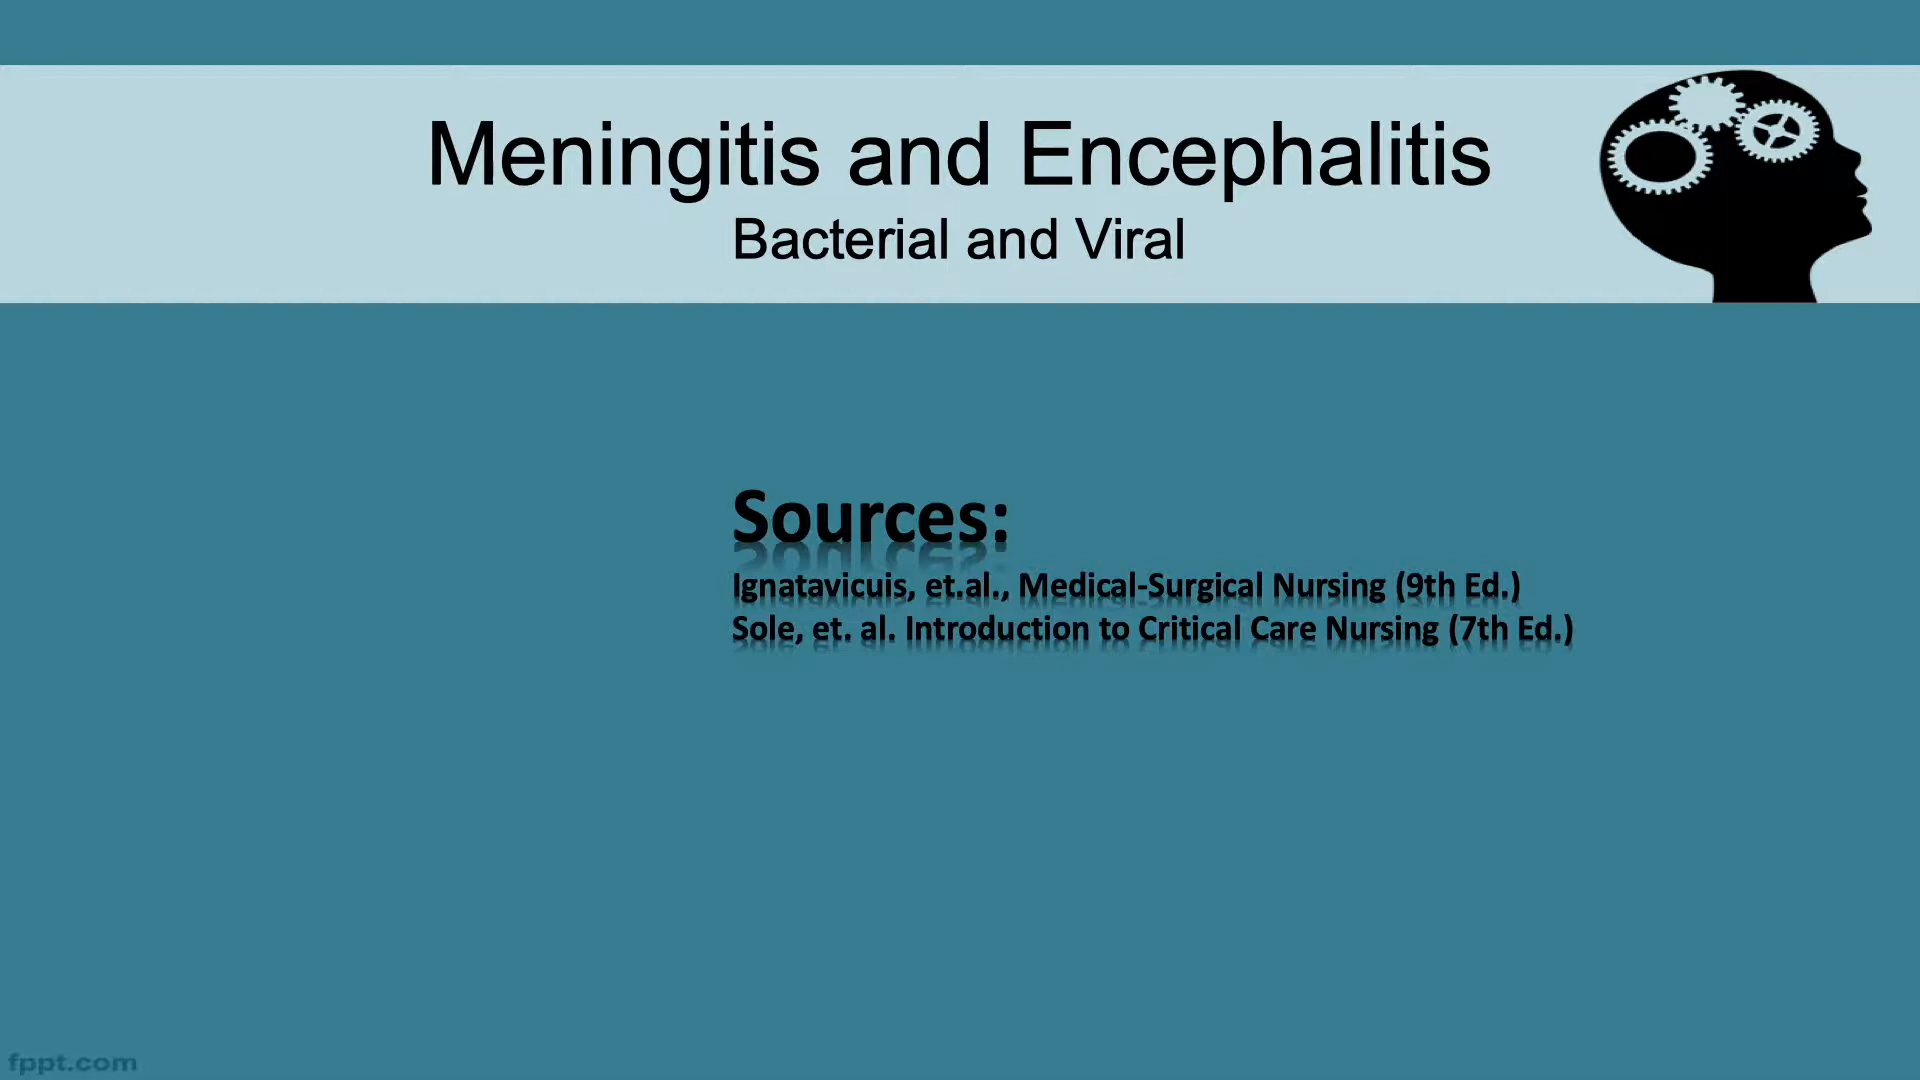 Meningitis and Encephalitis
Bacterial and Viral
Sources:
Ignatavicuis, et.al., Medical-Surgical Nursing (9th Ed.)
Sole, et. al. Introduction to Critical Care Nursing (7th Ed.)
fppt.com